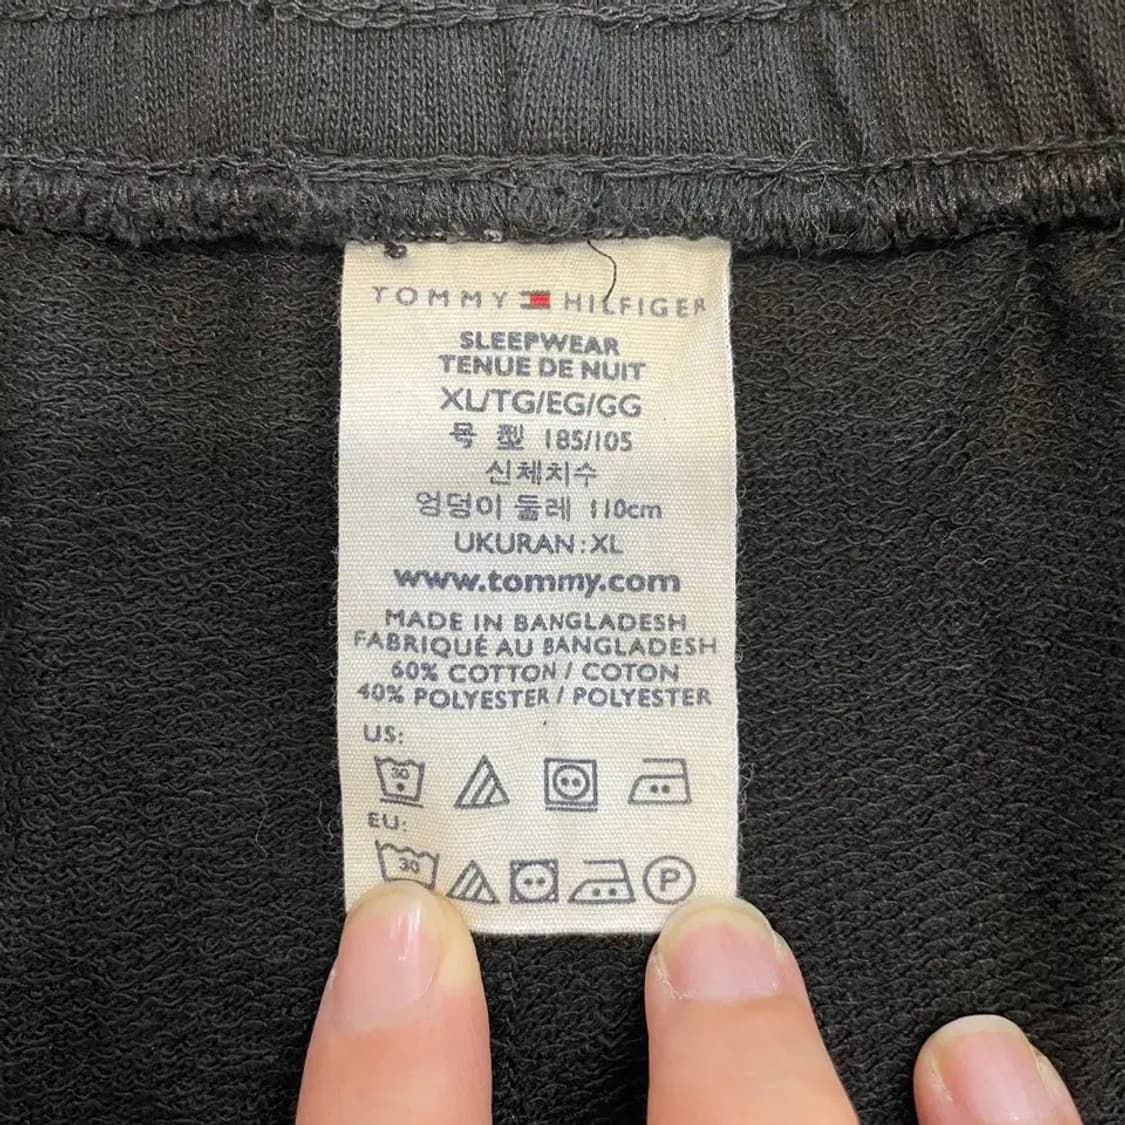 TOMMY HILFIGER
SLEEPWEAR
TENUE DE NUIT
XL/TG/EG/GG
号 型 185/105
신체치수
엉덩이 둘레 110cm
UKURAN:XL
www.tommy.com
MADE IN BANGLADESH
FABRIQUÉ AU BANGLADESH
60% COTTON / COTON
40% POLYESTER / POLYESTER
US:
30
EU:
30 P